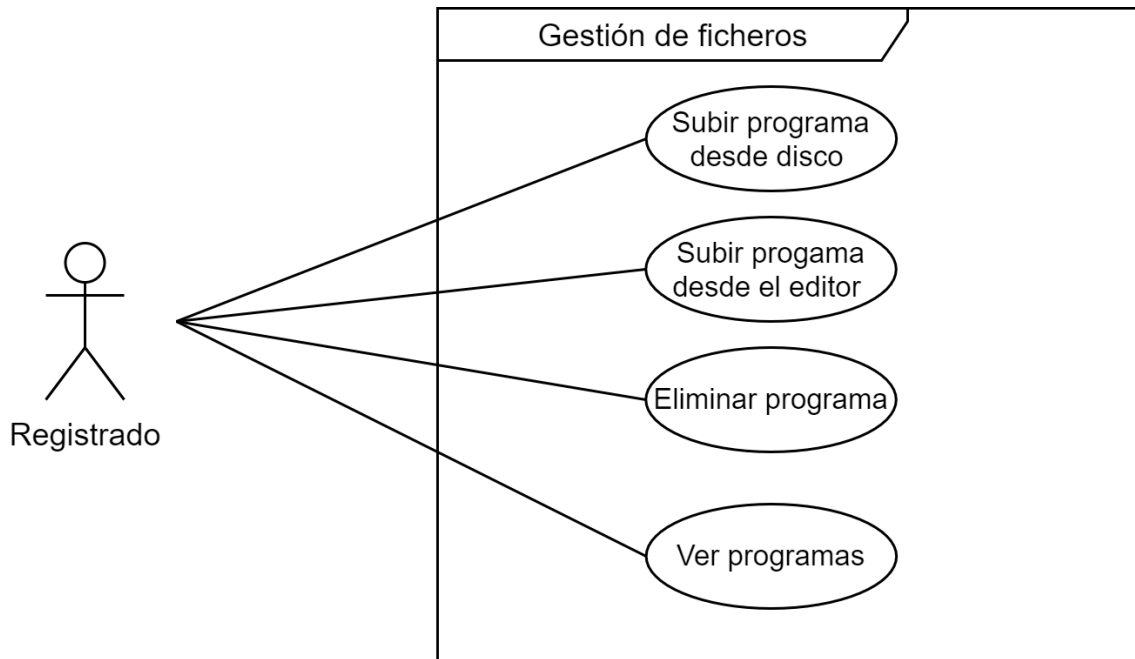 Gestión de ficheros
Subir programa
desde disco
Subir progama
desde el editor
Eliminar programa
Registrado
Ver programas